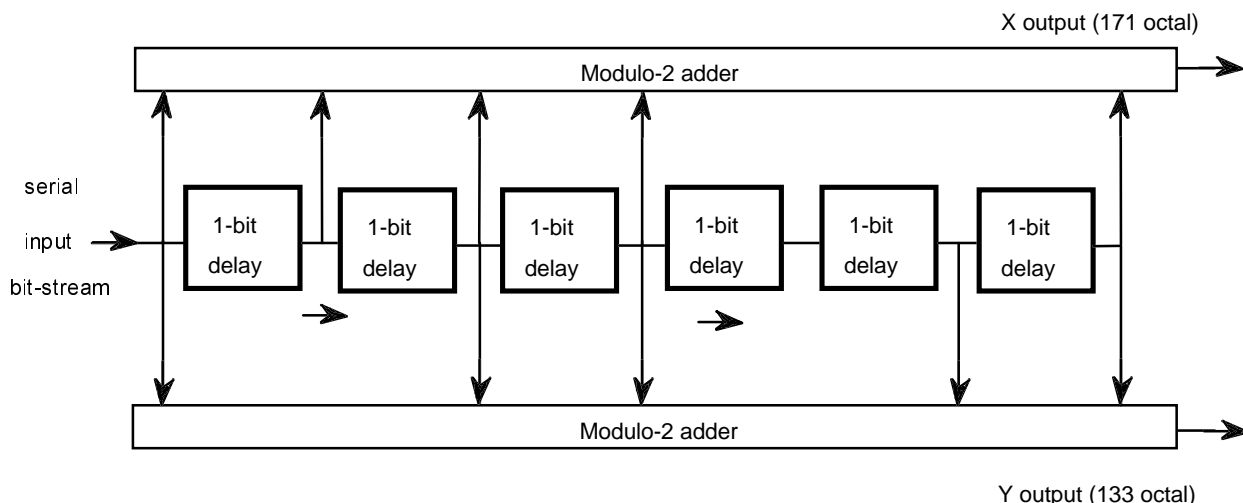 X output (171 octal)
Modulo-2 adder
serial
input
bit-stream
1-bit
delay
1-bit
delay
1-bit
delay
1-bit
delay
1-bit
delay
1-bit
delay
Modulo-2 adder
Y output (133 octal)